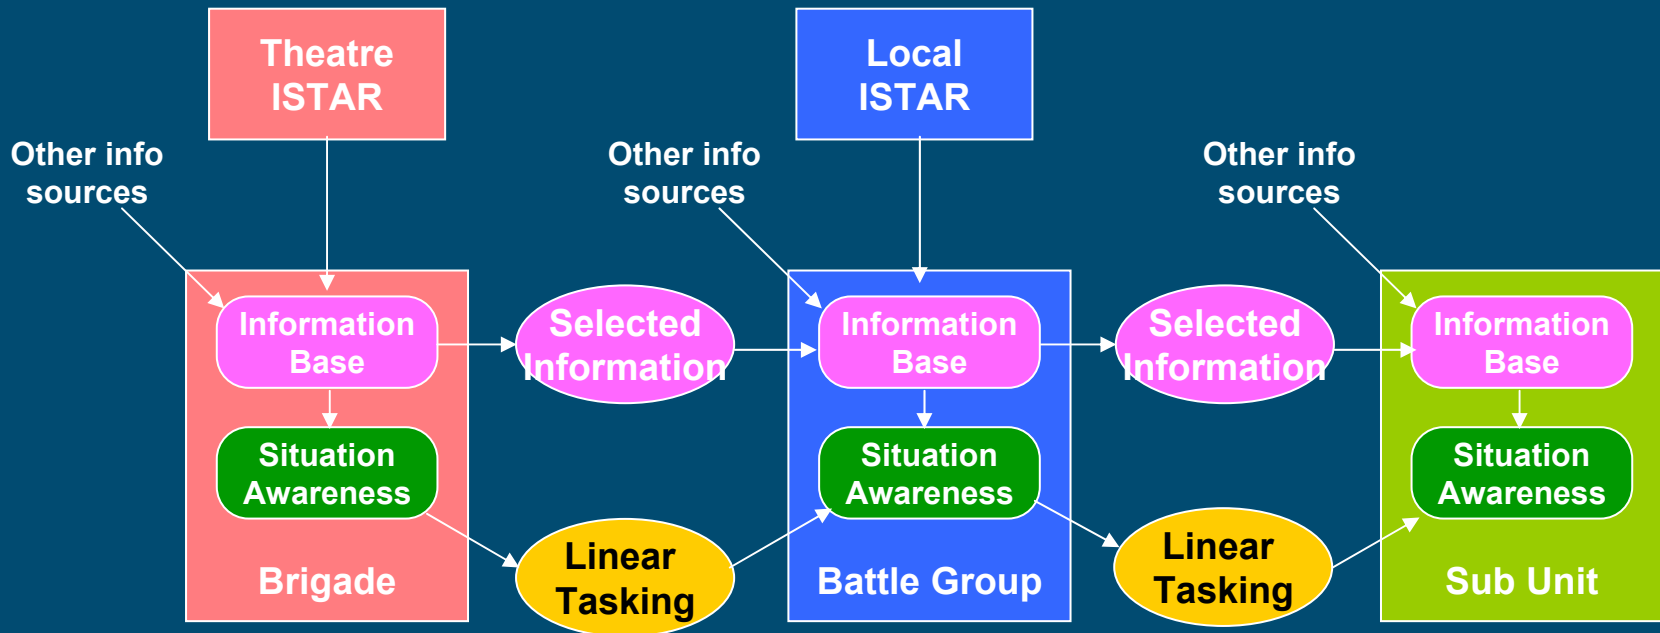 Theatre
ISTAR
Local
ISTAR
Other info
sources
Other info
sources
Other info
sources
Information
Base
Selected
Information
Information
Base
Selected
Information
Information
Base
Situation
Awareness
Situation
Awareness
Situation
Awareness
Linear
Tasking
Linear
Tasking
Brigade
Battle Group
Sub Unit